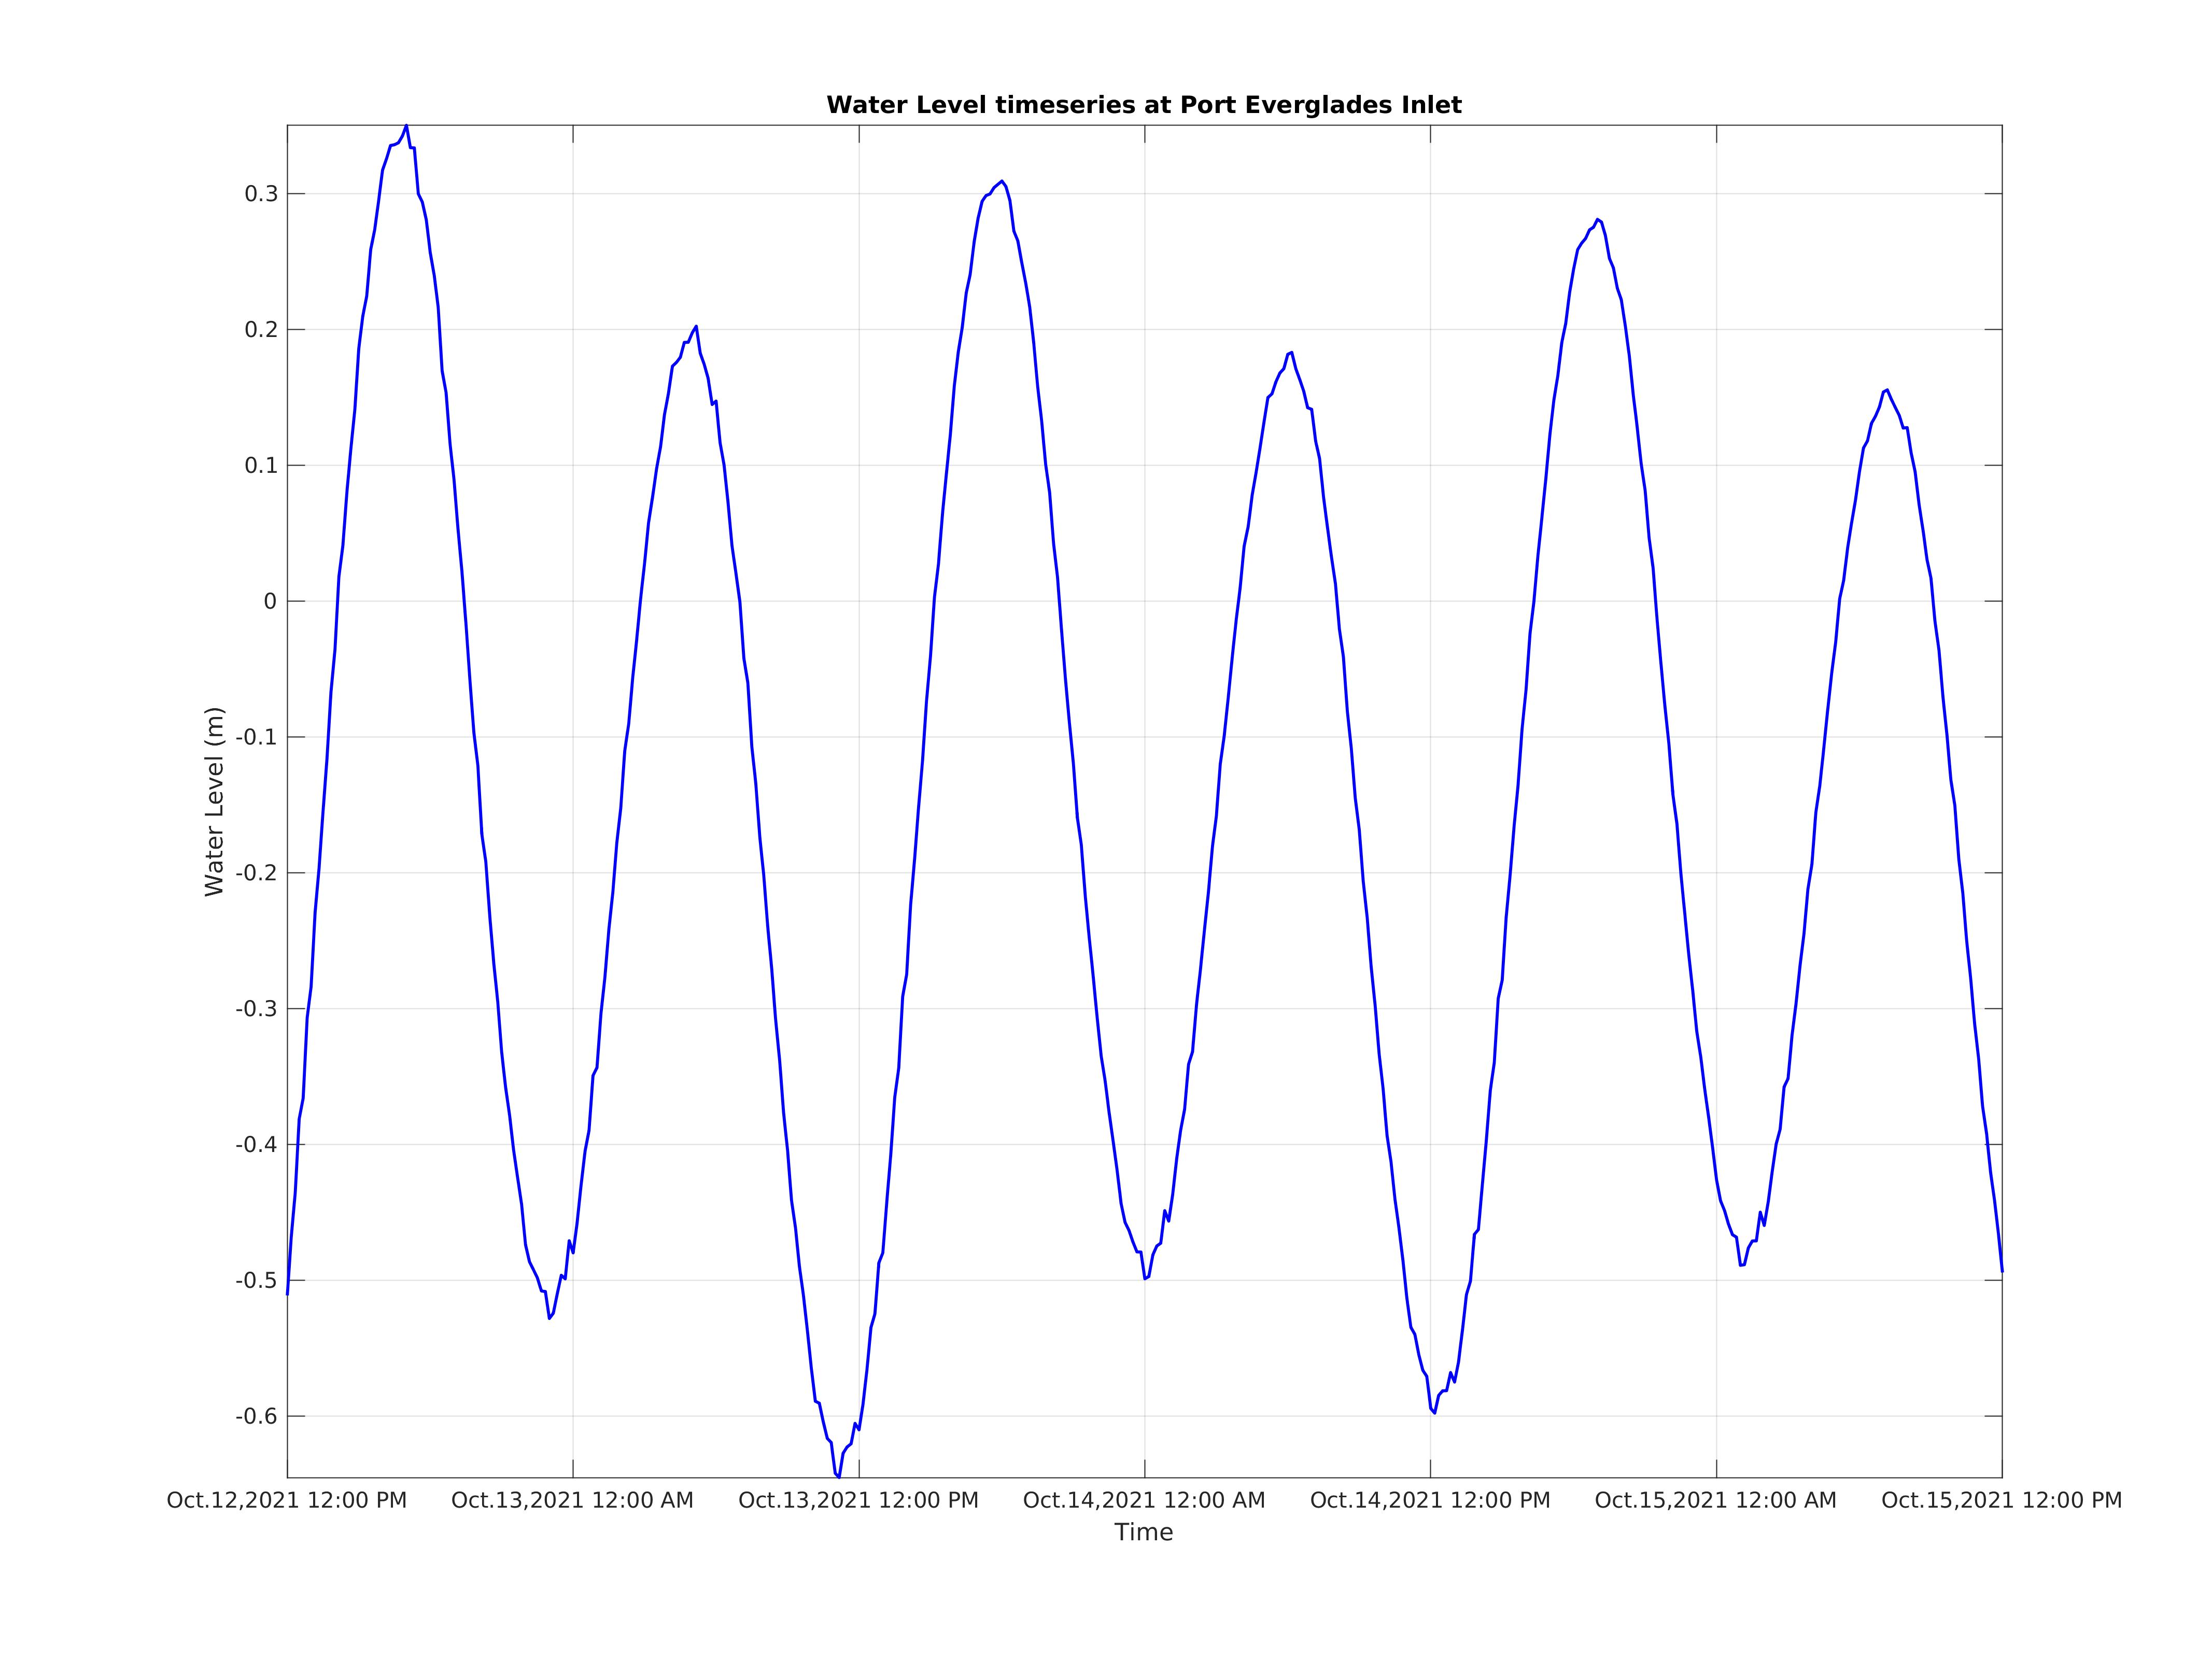 Water Level timeseries at Port Everglades Inlet
0.3
0.2
0.1
0
-0.1
-0.2
-0.3
-0.4
-0.5
-0.6
Water Level (m)
Oct.12,2021 12:00 PM
Oct.13,2021 12:00 AM
Oct.13,2021 12:00 PM
Oct.14,2021 12:00 AM
Oct.14,2021 12:00 PM
Oct.15,2021 12:00 AM
Oct.15,2021 12:00 PM
Time